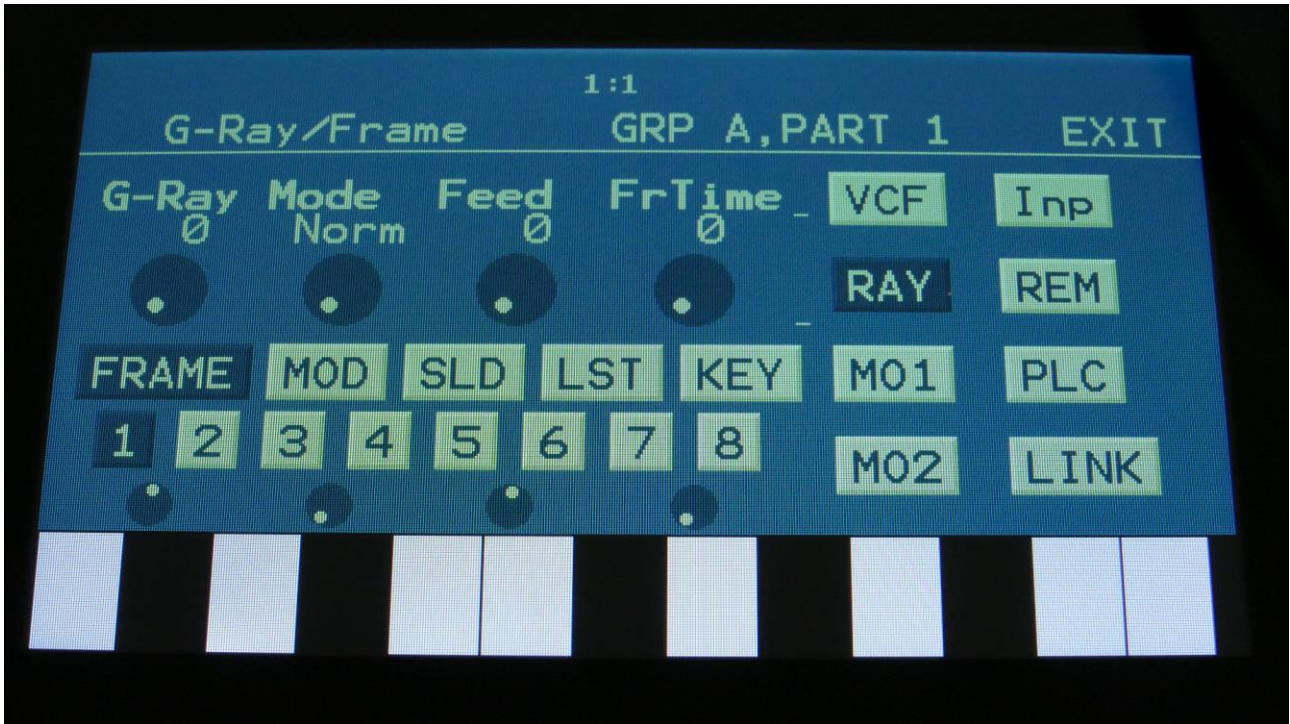 1:1
G-Ray/Frame GRP A,PART 1 EXIT
G-Ray Mode Feed FrTime VCF Inp
0 Norm 0 0
RAY REM
FRAME MOD SLD LST KEY MO1 PLC
1 2 3 4 5 6 7 8 MO2 LINK